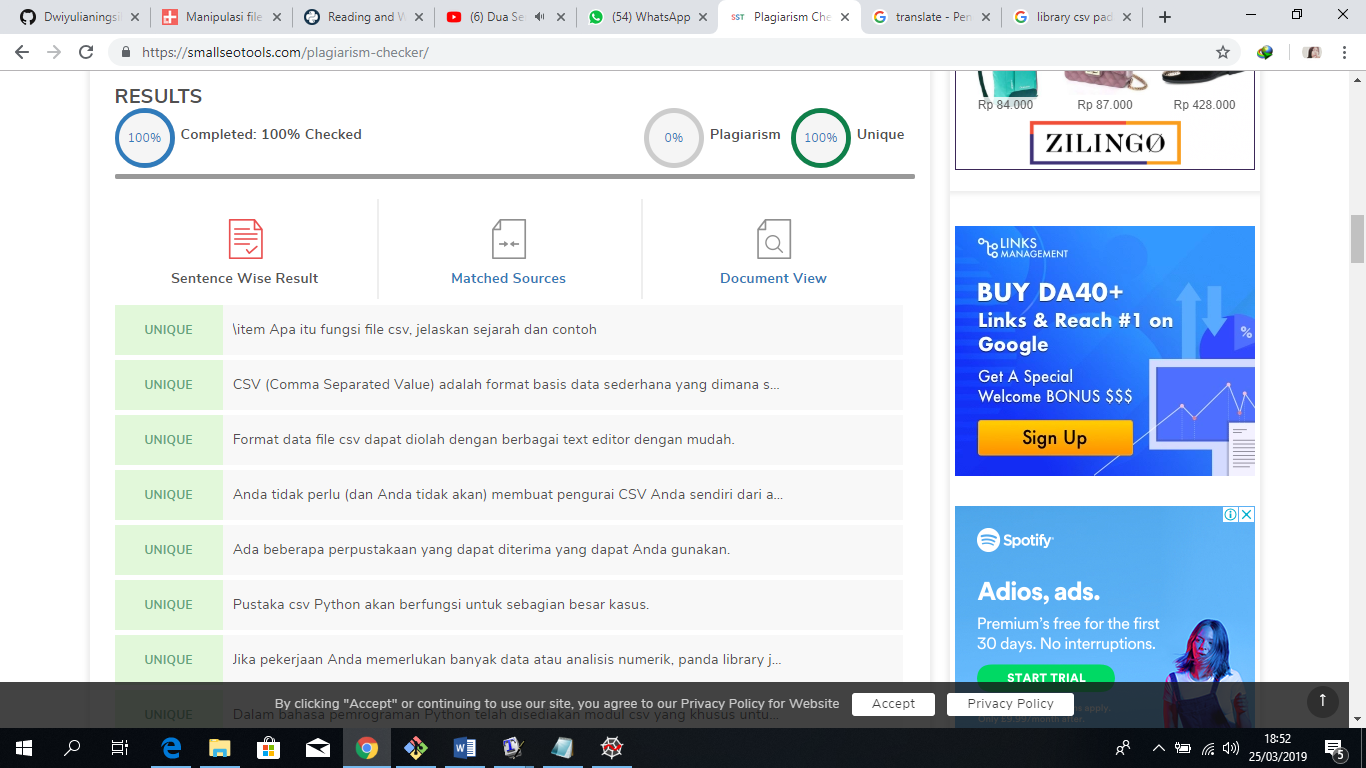 Dwiyulianingsi
Manipulasi file
Reading and W
(6) Dua Se
(54) WhatsApp
SST Plagiarism Che
translate - Pen
library csv pad
https://smallseotools.com/plagiarism-checker/
RESULTS
100%
Completed: 100% Checked
0%
Plagiarism
100%
Unique
Sentence Wise Result
Matched Sources
Document View
UNIQUE
\item Apa itu fungsi file csv, jelaskan sejarah dan contoh
UNIQUE
CSV (Comma Separated Value) adalah format basis data sederhana yang dimana s...
UNIQUE
Format data file csv dapat diolah dengan berbagai text editor dengan mudah.
UNIQUE
Anda tidak perlu (dan Anda tidak akan) membuat pengurai CSV Anda sendiri dari a...
UNIQUE
Ada beberapa perpustakaan yang dapat diterima yang dapat Anda gunakan.
UNIQUE
Pustaka csv Python akan berfungsi untuk sebagian besar kasus.
UNIQUE
Jika pekerjaan Anda memerlukan banyak data atau analisis numerik, panda library j...
UNIQUE
Dalam bahasa pemrograman Python telah disediakan modul csv yang khusus untu...
Rp 84.000
Rp 87.000
Rp 428.000
ZILINGØ
LINKS
MANAGEMENT
BUY DA40+
Links & Reach #1 on
Google
Get A Special
Welcome BONUS $$$
Sign Up
%
Spotify
Adios, ads.
Premium's free for the first
30 days. No interruptions.
START TRIAL
apply.
Only £9.99/month after.
By clicking "Accept" or continuing to use our site, you agree to our Privacy Policy for Website
Accept
Privacy Policy
18:52
25/03/2019
5